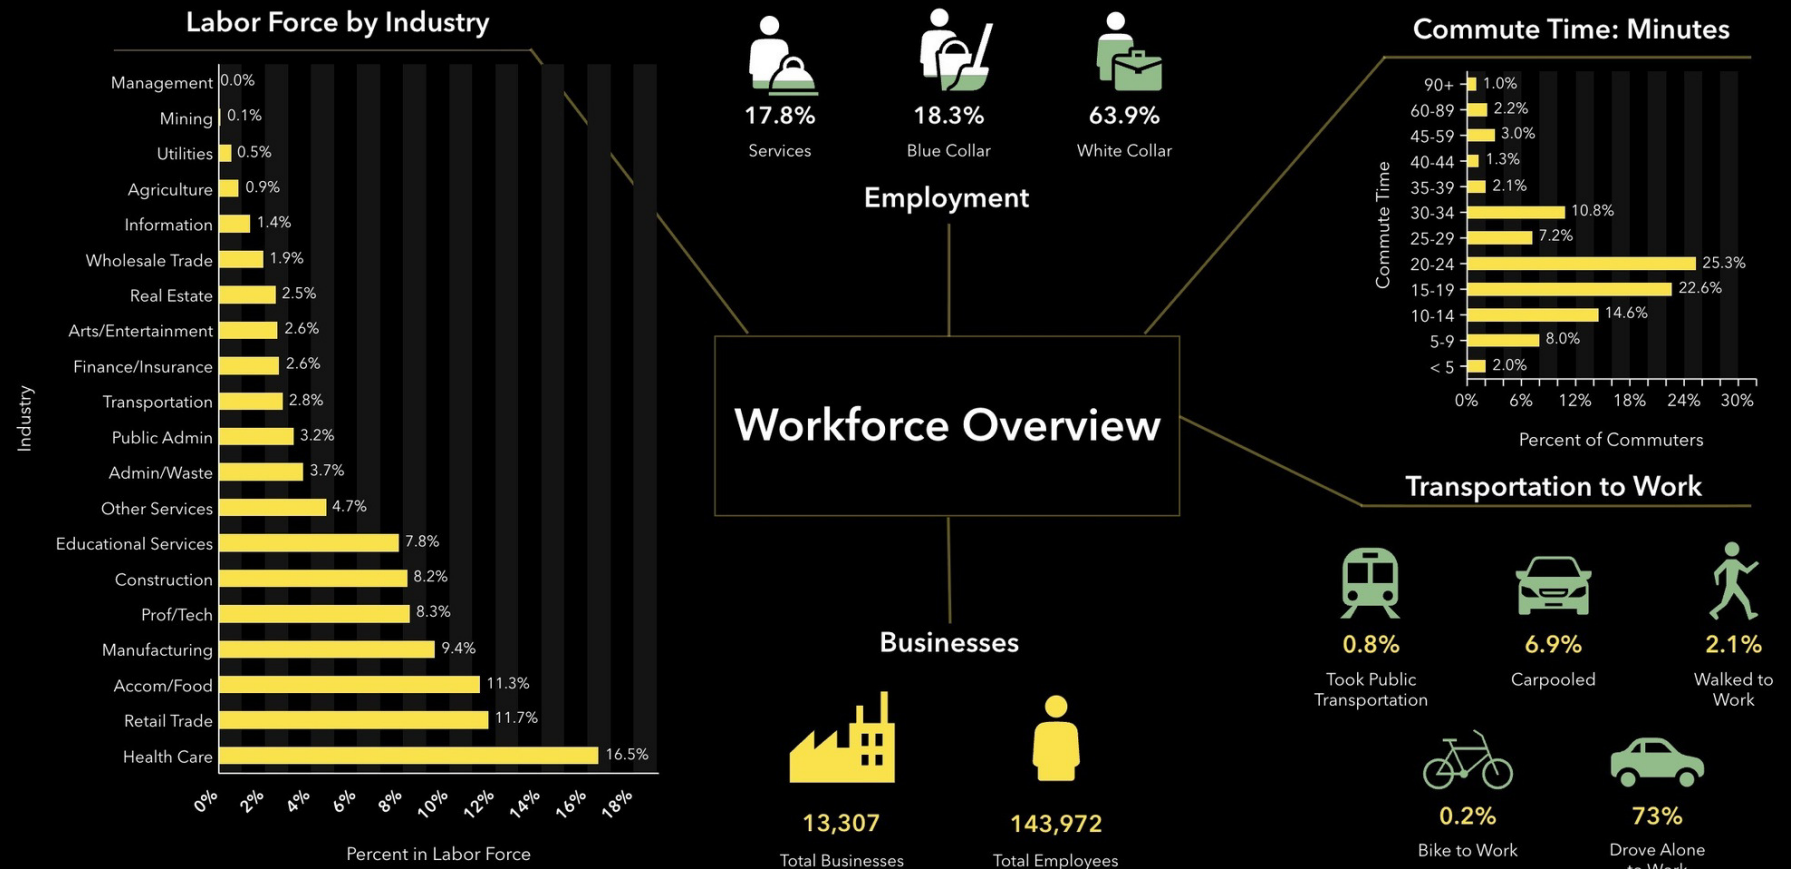 Labor Force by Industry
Industry
Management 0.0%
Mining 0.1%
Utilities 0.5%
Agriculture 0.9%
Information 1.4%
Wholesale Trade 1.9%
Real Estate 2.5%
Arts/Entertainment 2.6%
Finance/Insurance 2.6%
Transportation 2.8%
Public Admin 3.2%
Admin/Waste 3.7%
Other Services 4.7%
Educational Services 7.8%
Construction 8.2%
Prof/Tech 8.3%
Manufacturing 9.4%
Accom/Food 11.3%
Retail Trade 11.7%
Health Care 16.5%
0% 2% 4% 6% 8% 10% 12% 14% 16% 18%
Percent in Labor Force
17.8% 18.3% 63.9%
Services Blue Collar White Collar
Employment
Workforce Overview
Businesses
13,307 143,972
Total Businesses Total Employees
Commute Time: Minutes
Commute Time
90+ 1.0%
60-89 2.2%
45-59 3.0%
40-44 1.3%
35-39 2.1%
30-34 10.8%
25-29 7.2%
20-24 25.3%
15-19 22.6%
10-14 14.6%
5-9 8.0%
< 5 2.0%
0% 6% 12% 18% 24% 30%
Percent of Commuters
Transportation to Work
0.8% 6.9% 2.1%
Took Public Carpooled Walked to
Transportation Work
0.2% 73%
Bike to Work Drove Alone
to Work